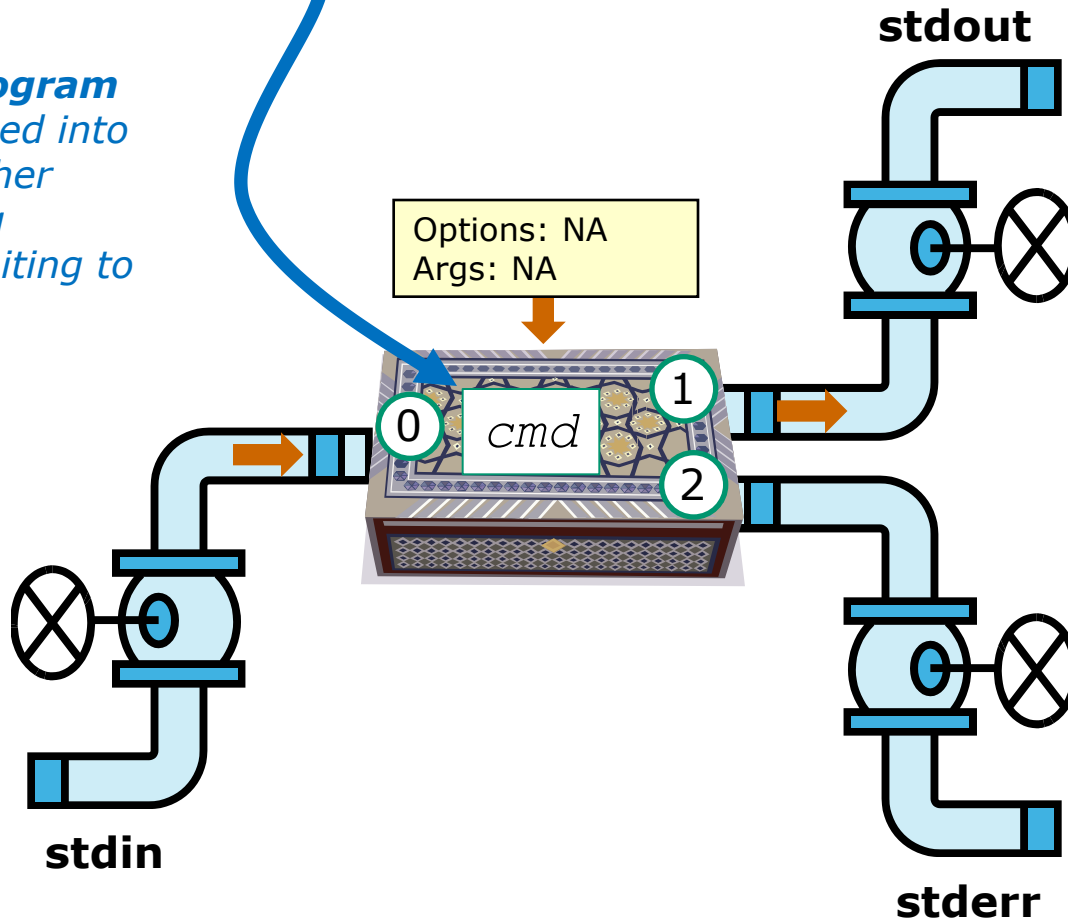 stdout
ogram
ed into
her
iting to
Options: NA
Args: NA
0
1
cmd
2
stdin
stderr